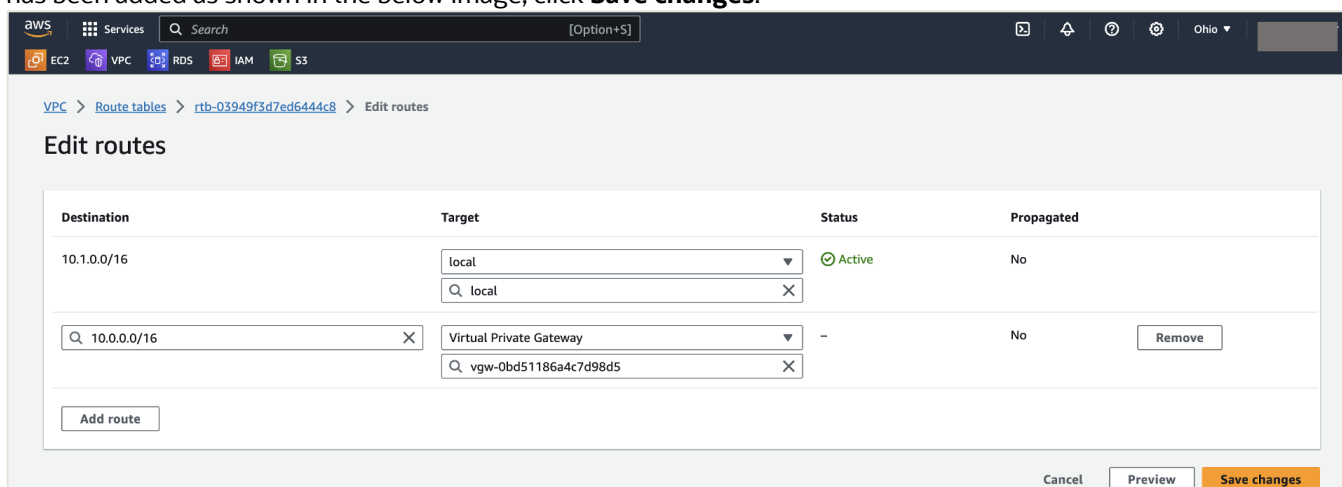 has been added as shown in the below image, click Save changes.
aws Services Search [Option+S] Ohio
EC2 VPC RDS IAM S3
VPC > Route tables > rtb-03949f3d7ed6444c8 > Edit routes
Edit routes
Destination Target Status Propagated
10.1.0.0/16 local Active No
local
10.0.0.0/16 Virtual Private Gateway – No Remove
vgw-0bd51186a4c7d98d5
Add route
Cancel Preview Save changes